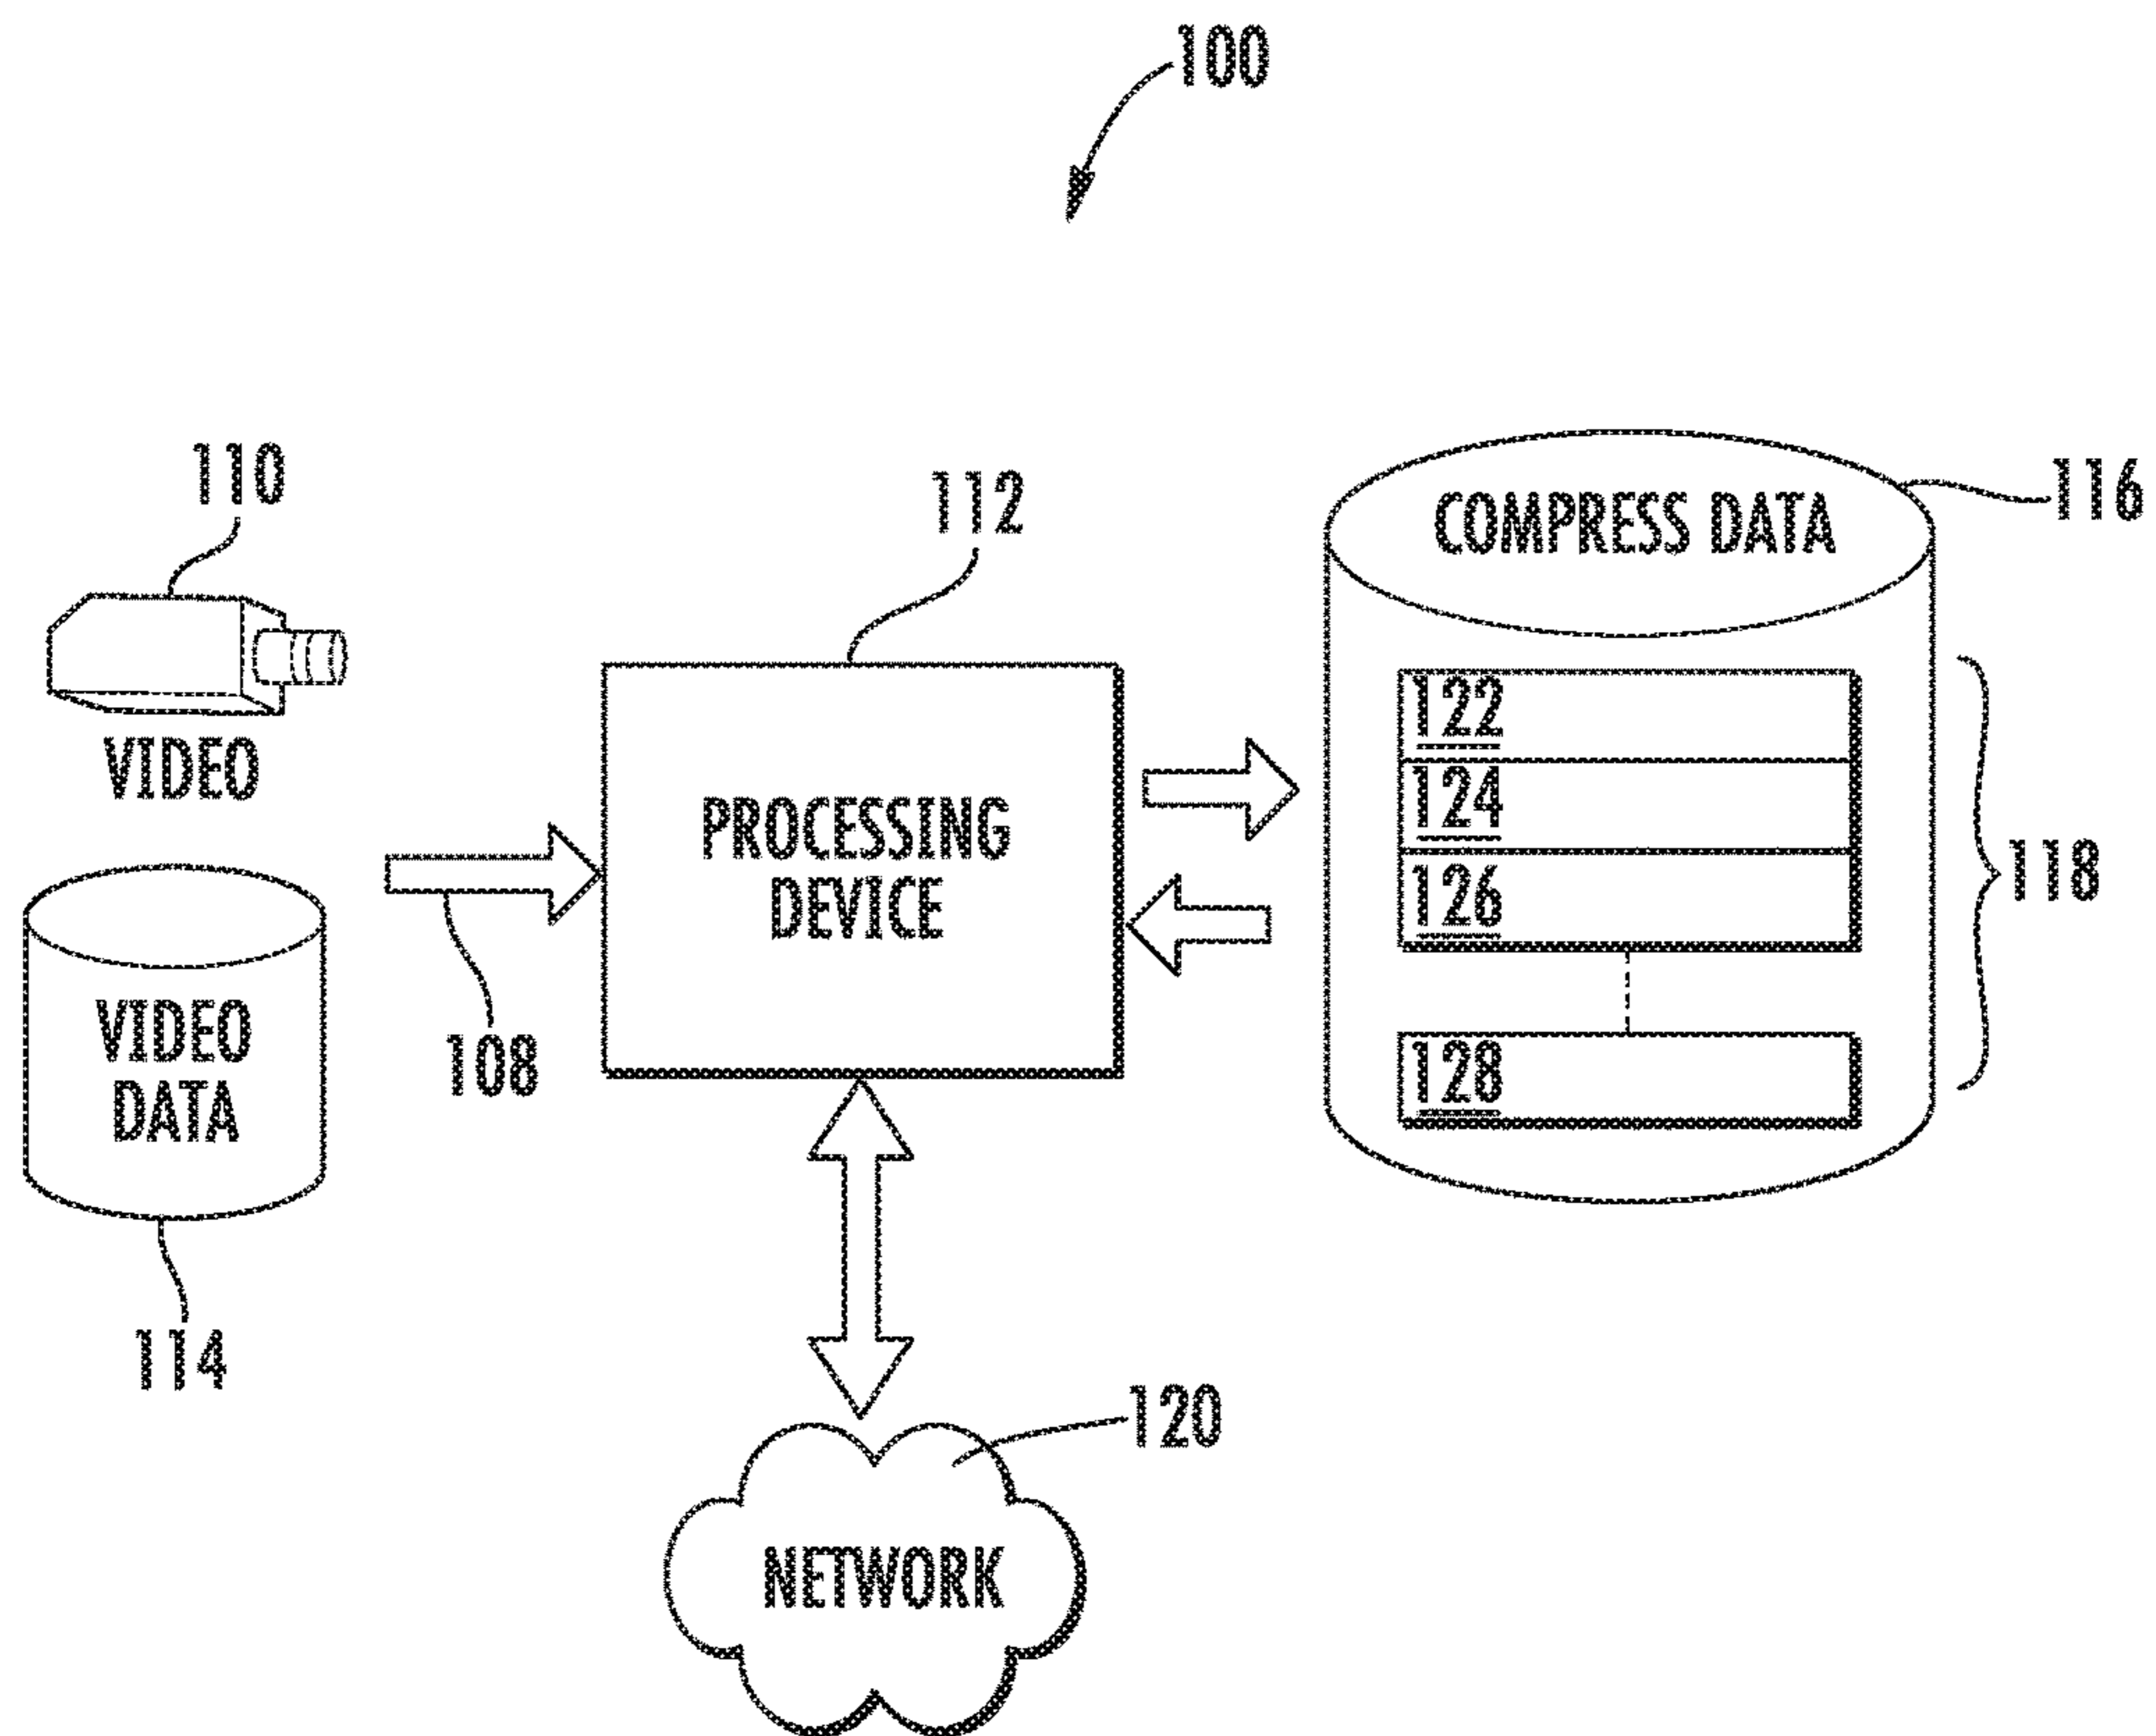 100
110
112
COMPRESS DATA
116
VIDEO
122
124
126
118
128
PROCESSING
DEVICE
VIDEO
DATA
108
114
120
NETWORK